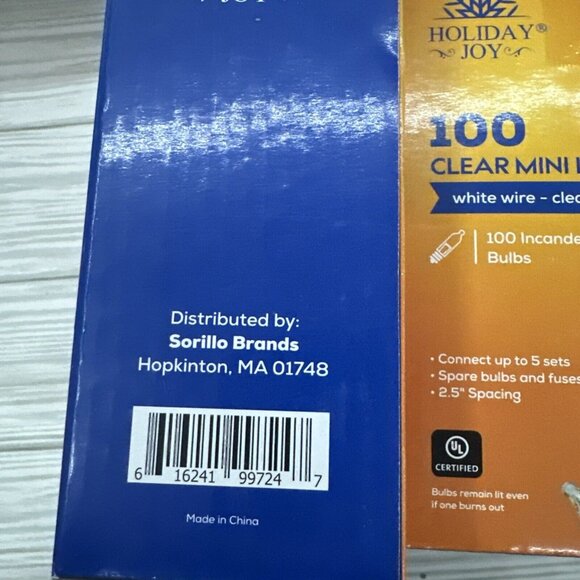 Distributed by:
Sorillo Brands
Hopkinton, MA 01748
6 16241 99724 7
Made in China
HOLIDAY®
JOY
100
CLEAR MINI
white wire -
100
Bulbs
• Connect up to 5 sets
• Spare bulbs and fuses
• 2.5" Spacing
UL
CERTIFIED
Bulbs remain lit even
if one burns out